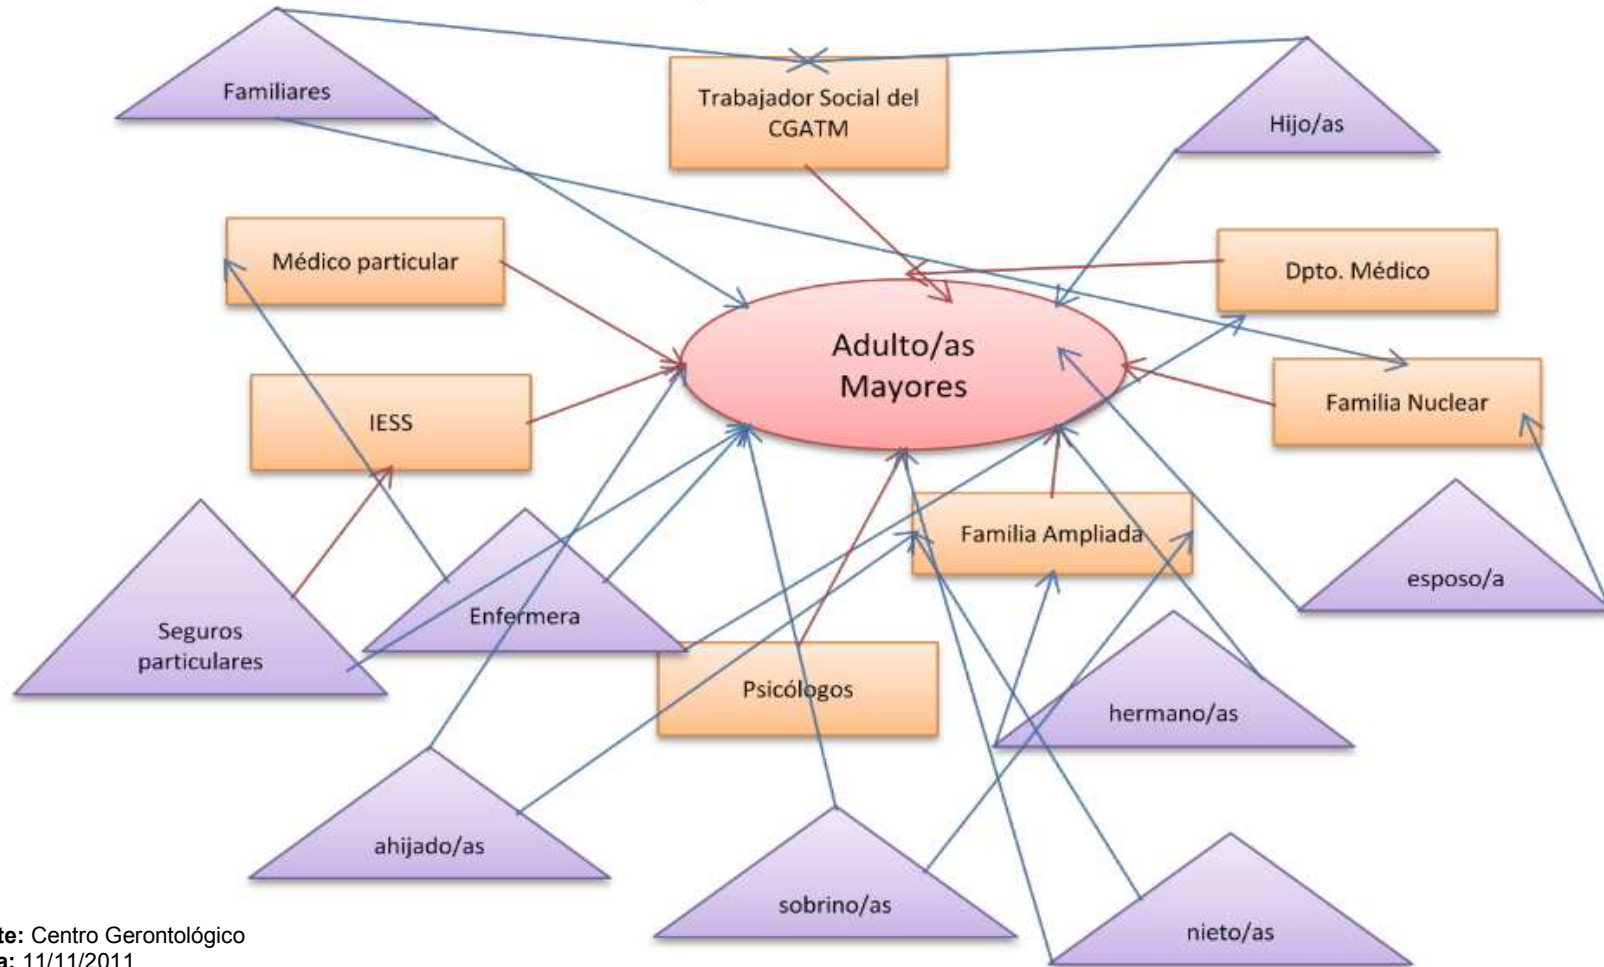 Familiares
Trabajador Social del
CGATM
Hijo/as
Médico particular
Dpto. Médico
Adulto/as
Mayores
IESS
Familia Nuclear
Familia Ampliada
esposo/a
Enfermera
Seguros
particulares
Psicólogos
hermano/as
ahijado/as
sobrino/as
nieto/as
te: Centro Gerontológico
a: 11/11/2011